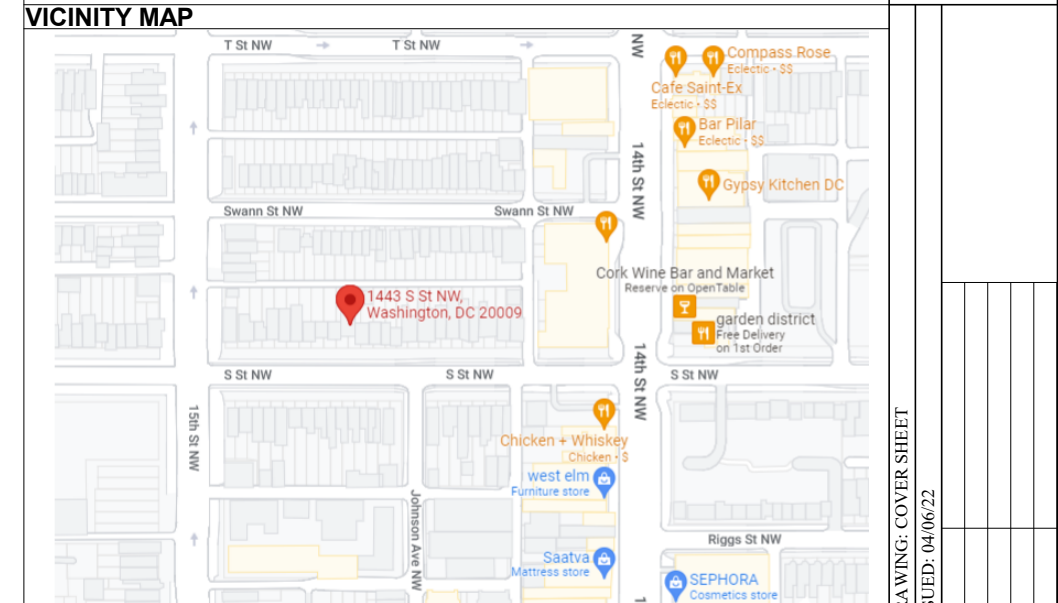 VICINITY MAP
T St NW
T St NW
NW
Compass Rose
Eclectic · $$
Cafe Saint-Ex
Eclectic · $$
Bar Pilar
Eclectic · $$
14th St NW
Gypsy Kitchen DC
Swann St NW
Swann St NW
Cork Wine Bar and Market
Reserve on OpenTable
1443 S St NW,
Washington, DC 20009
garden district
Free Delivery
on 1st Order
14th St NW
S St NW
S St NW
S St NW
15th St NW
Chicken + Whiskey
Chicken · $
west elm
Furniture store
Johnson Ave NW
Riggs St NW
Saatva
Mattress store
SEPHORA
Cosmetics store
AWING: COVER SHEET
UED: 04/06/22